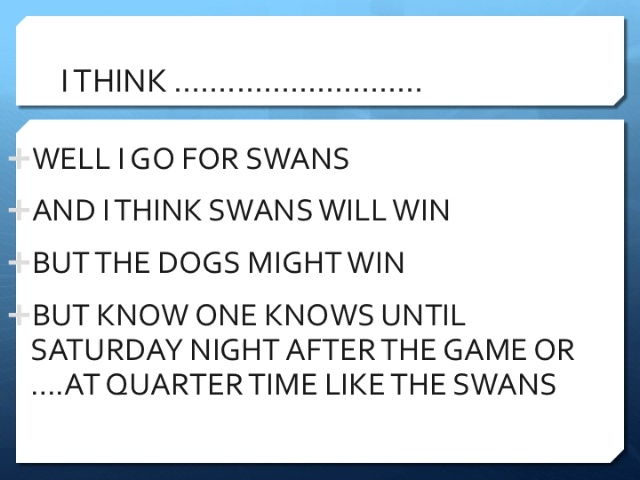 I THINK ………………………
WELL I GO FOR SWANS
AND I THINK SWANS WILL WIN
BUT THE DOGS MIGHT WIN
BUT KNOW ONE KNOWS UNTIL
SATURDAY NIGHT AFTER THE GAME OR
….AT QUARTER TIME LIKE THE SWANS